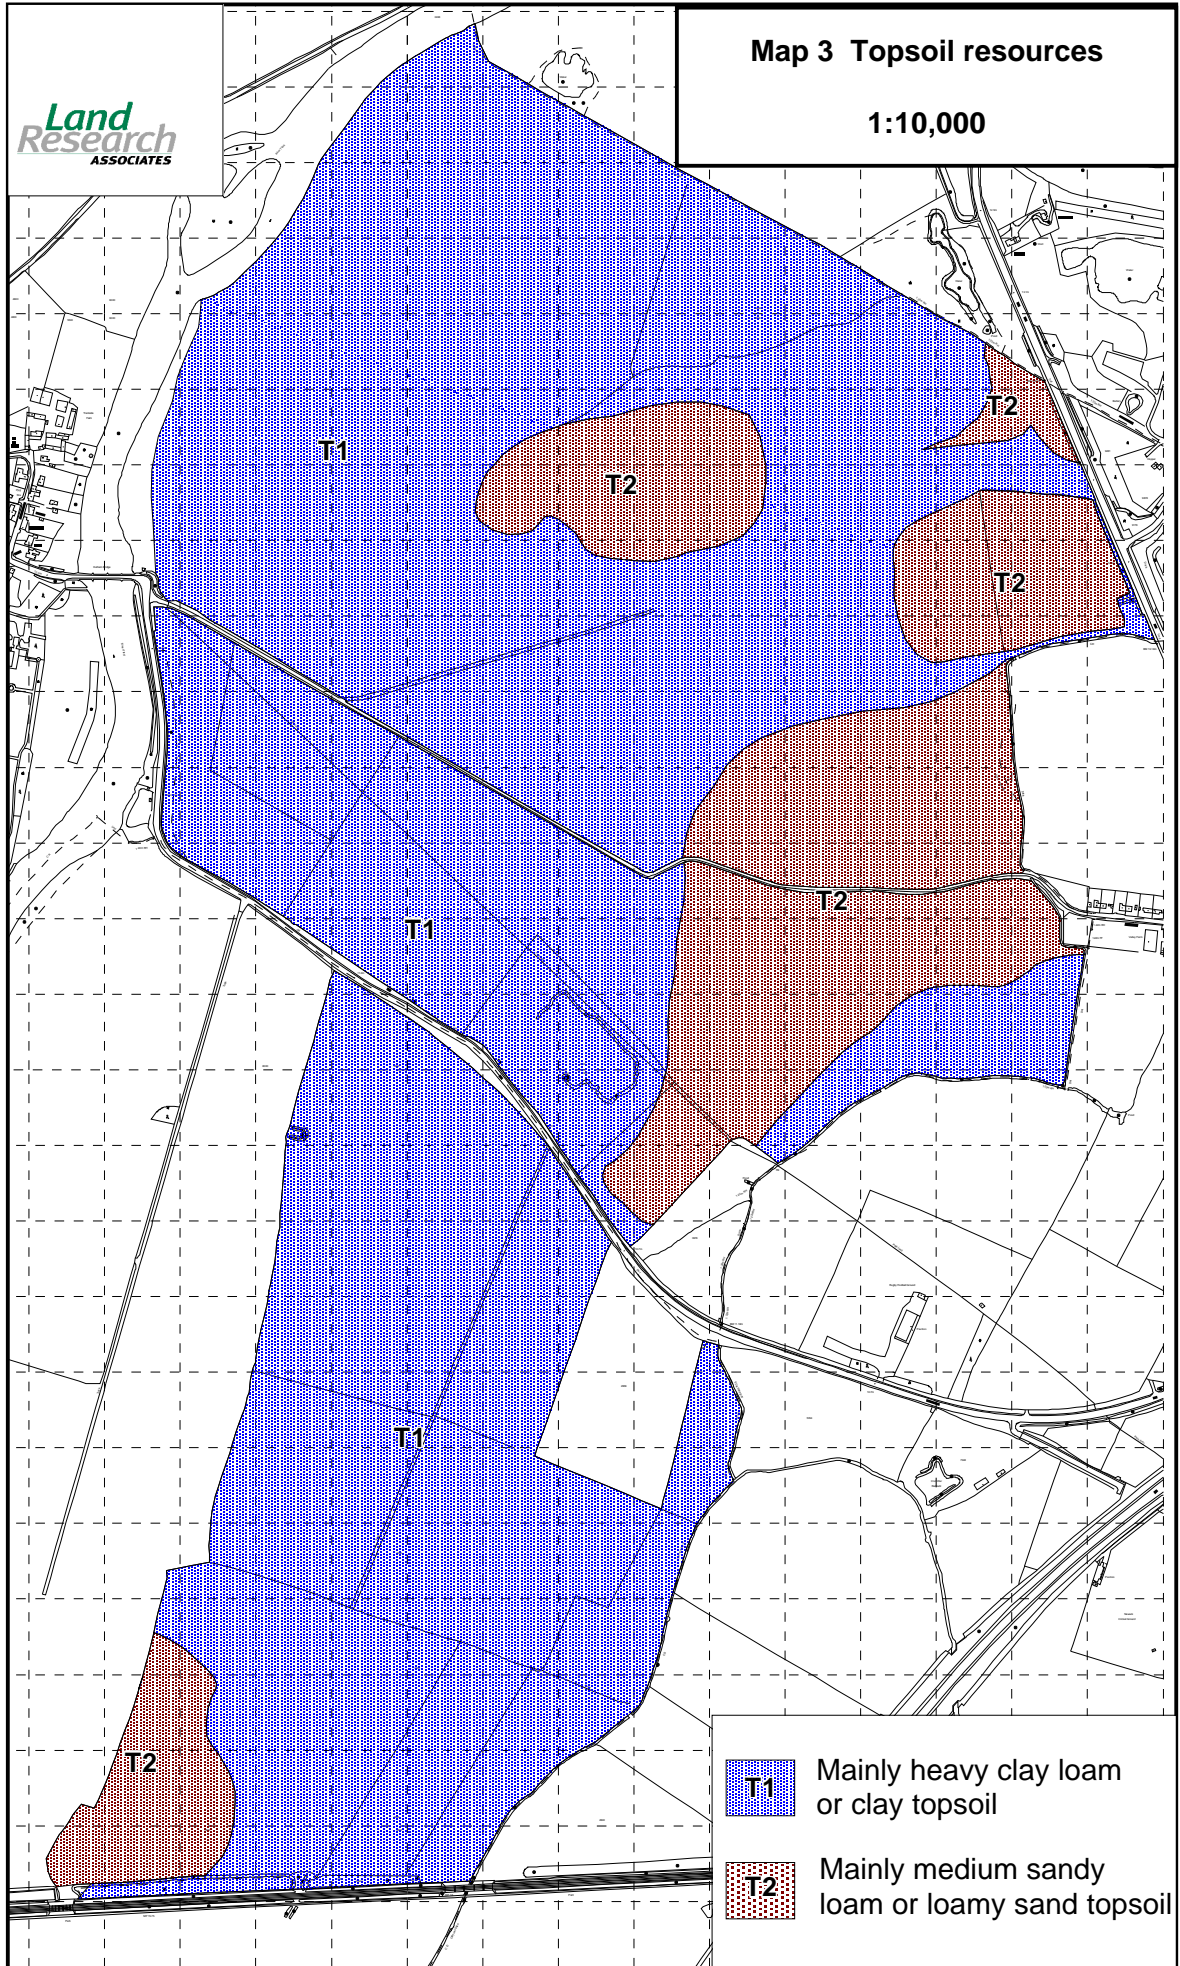 Land
Research
ASSOCIATES
Map 3 Topsoil resources
1:10,000
T2
T1
T2
T2
T2
T1
T1
T2
T1
Mainly heavy clay loam
or clay topsoil
T2
Mainly medium sandy
loam or loamy sand topsoil